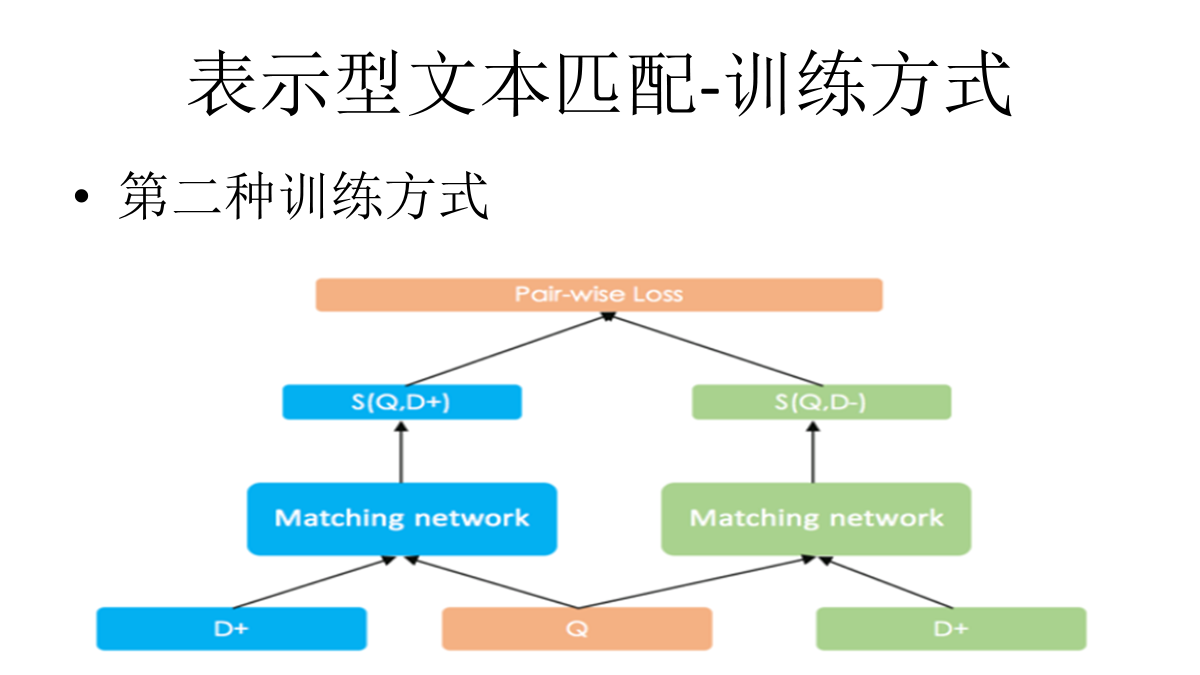 表示型文本匹配-训练方式
• 第二种训练方式
Pair-wise Loss
S(Q,D+)
S(Q,D-)
Matching network
Matching network
D+
Q
D+